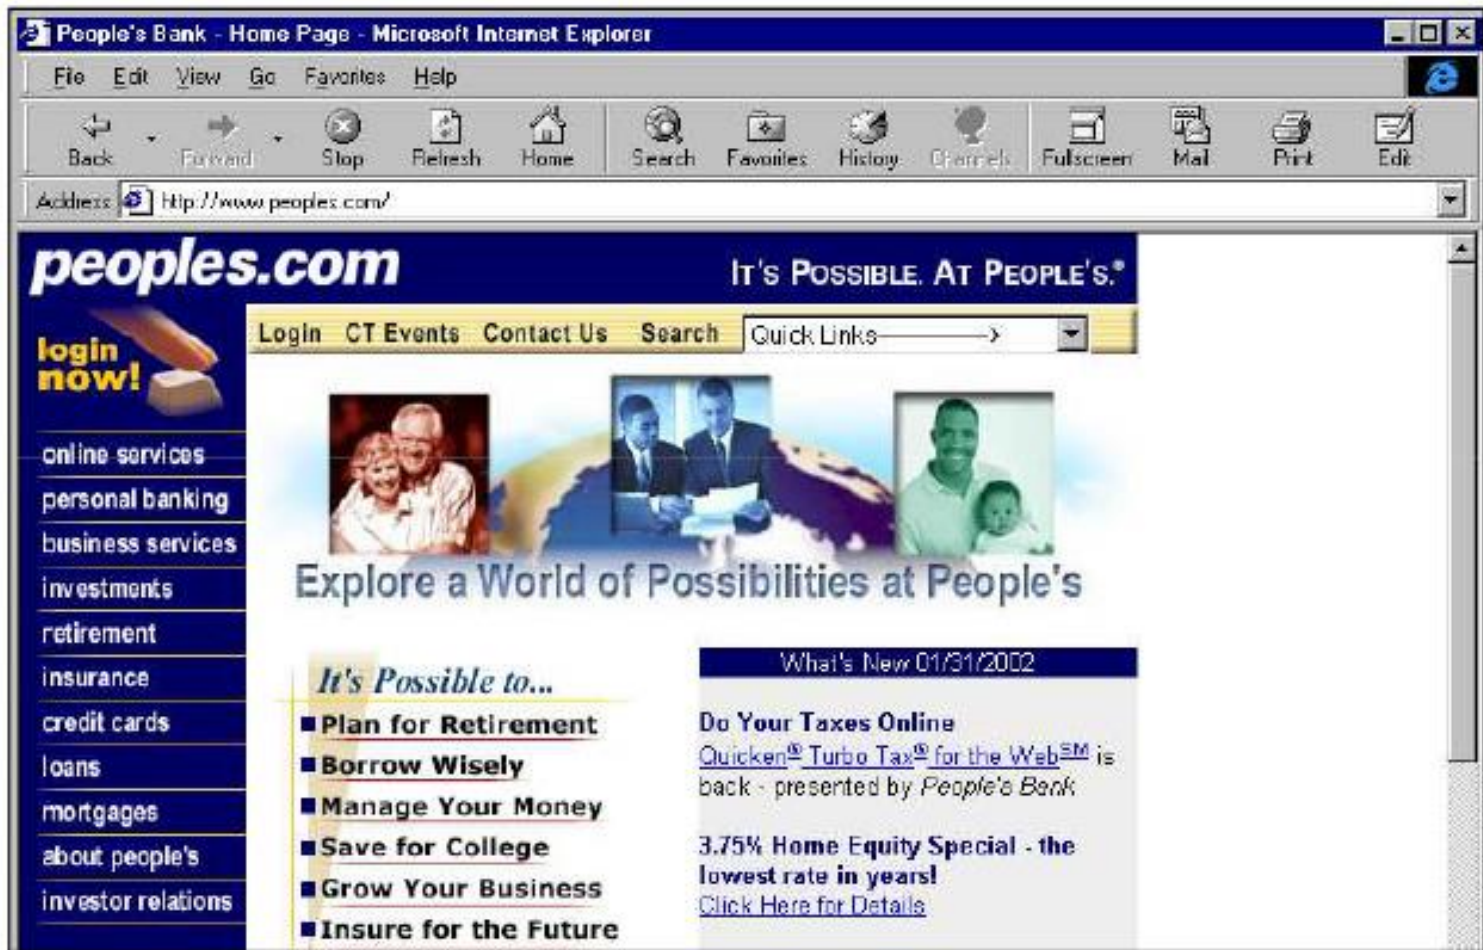 People's Bank - Home Page - Microsoft Internet Explorer
File Edit View Go Favorites Help
Back Forward Stop Refresh Home Search Favorites History Channels Fullscreen Mail Print Edit
Address http://www.peoples.com/
peoples.com
IT'S POSSIBLE. AT PEOPLE'S.®
login
now!
Login CT Events Contact Us Search Quick Links--------->
online services
personal banking
business services
investments
retirement
insurance
credit cards
loans
mortgages
about people's
investor relations
Explore a World of Possibilities at People's
It's Possible to...
Plan for Retirement
Borrow Wisely
Manage Your Money
Save for College
Grow Your Business
Insure for the Future
What's New 01/31/2002
Do Your Taxes Online
Quicken® Turbo Tax® for the Web℠ is
back - presented by People's Bank
3.75% Home Equity Special - the
lowest rate in years!
Click Here for Details